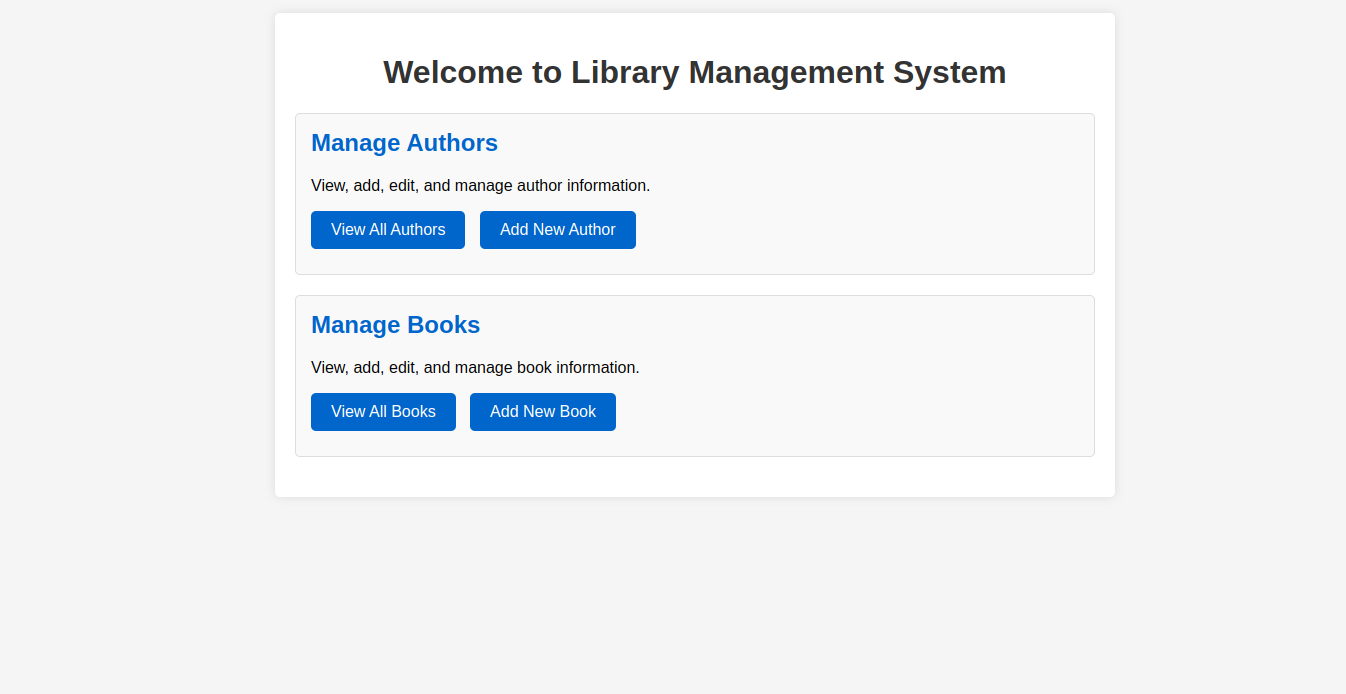 Welcome to Library Management System
Manage Authors
View, add, edit, and manage author information.
View All Authors
Add New Author
Manage Books
View, add, edit, and manage book information.
View All Books
Add New Book